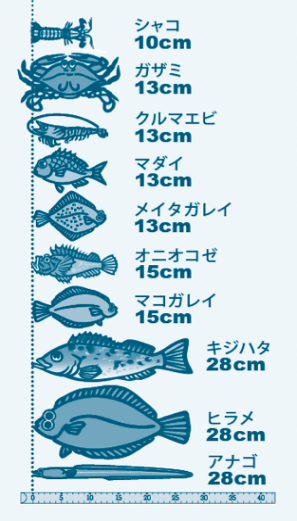 シャコ
10cm
ガザミ
13cm
クルマエビ
13cm
マダイ
13cm
メイタガレイ
13cm
オニオコゼ
15cm
マコガレイ
15cm
キジハタ
28cm
ヒラメ
28cm
アナゴ
28cm
0 5 10 15 20 25 30 35 40